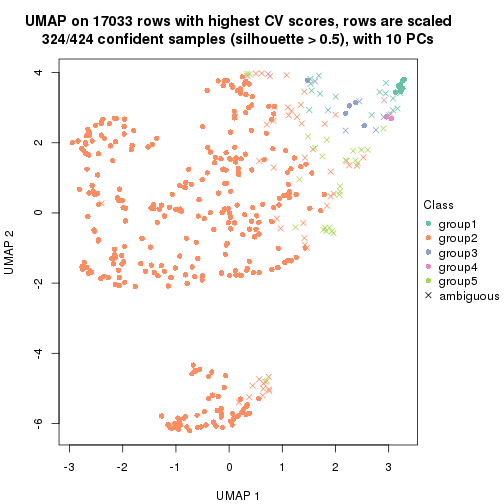 UMAP on 17033 rows with highest CV scores, rows are scaled
324/424 confident samples (silhouette > 0.5), with 10 PCs
4
2
0
-2
-4
-6
UMAP 2
-3
-2
-1
0
1
2
3
UMAP 1
Class
group1
group2
group3
group4
group5
ambiguous